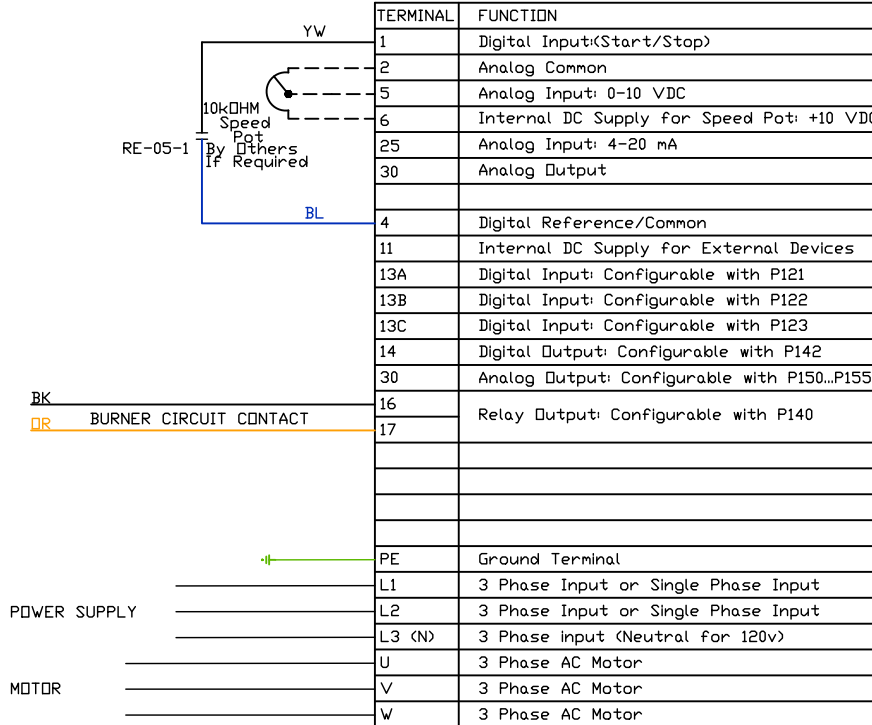 TERMINAL FUNCTION
YW
1 Digital Input:(Start/Stop)
2 Analog Common
5 Analog Input: 0-10 VDC
10kOHM
Speed
Pot
By Others
If Required
6 Internal DC Supply for Speed Pot: +10 VDC
RE-05-1
25 Analog Input: 4-20 mA
30 Analog Output
BL
4 Digital Reference/Common
11 Internal DC Supply for External Devices
13A Digital Input: Configurable with P121
13B Digital Input: Configurable with P122
13C Digital Input: Configurable with P123
14 Digital Output: Configurable with P142
30 Analog Output: Configurable with P150...P155
BK
16
BURNER CIRCUIT CONTACT
Relay Output: Configurable with P140
OR
17
PE Ground Terminal
L1 3 Phase Input or Single Phase Input
POWER SUPPLY
L2 3 Phase Input or Single Phase Input
L3 (N) 3 Phase input (Neutral for 120v)
U 3 Phase AC Motor
MOTOR
V 3 Phase AC Motor
W 3 Phase AC Motor